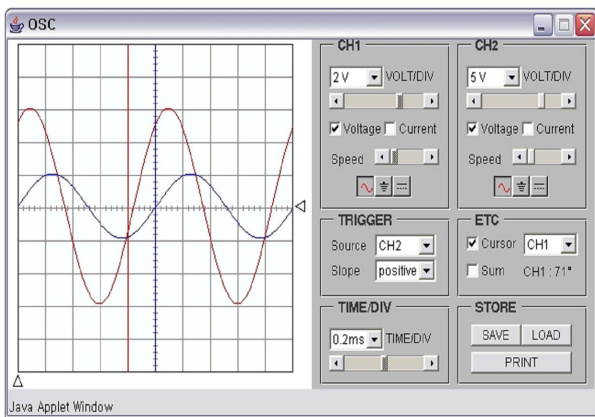 OSC
CH1
2 V VOLT/DIV
Voltage Current
Speed
CH2
5 V VOLT/DIV
Voltage Current
Speed
TRIGGER
Source CH2
Slope positive
ETC
Cursor CH1
Sum CH1 : 71°
TIME/DIV
0.2ms TIME/DIV
STORE
SAVE LOAD
PRINT
Java Applet Window